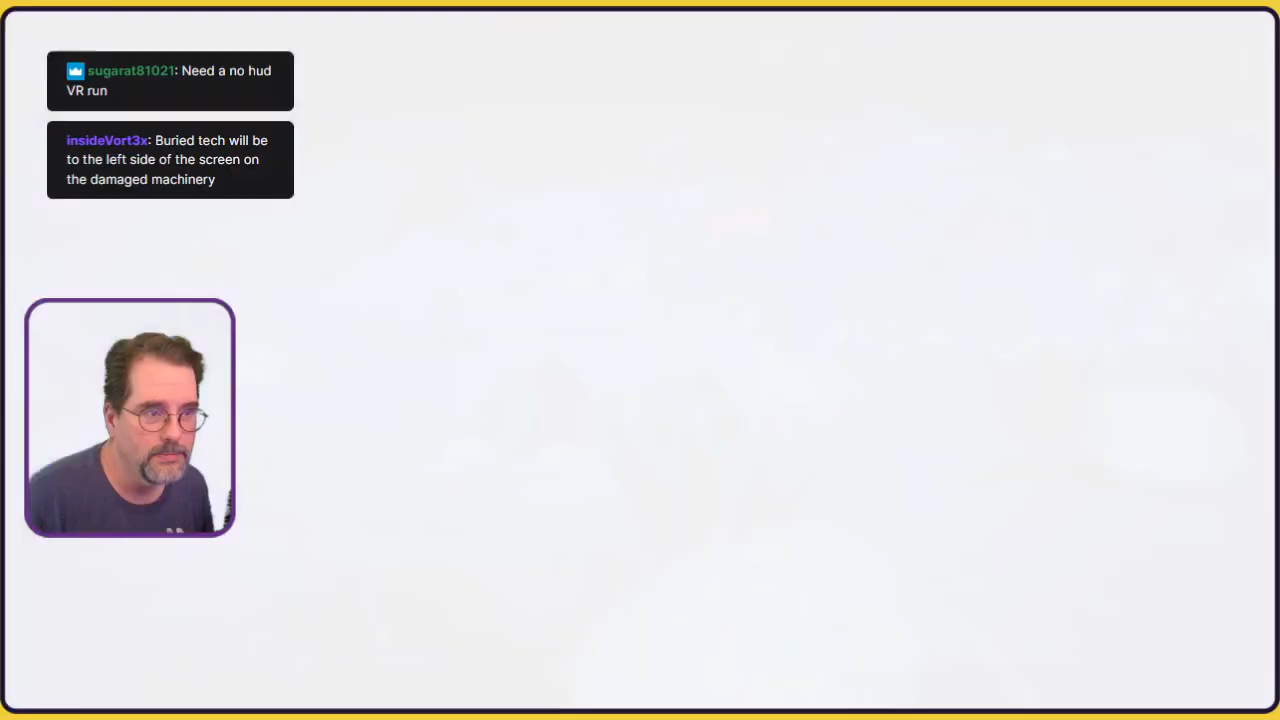 sugarat81021: Need a no hud
VR run
insideVort3x: Buried tech will be
to the left side of the screen on
the damaged machinery